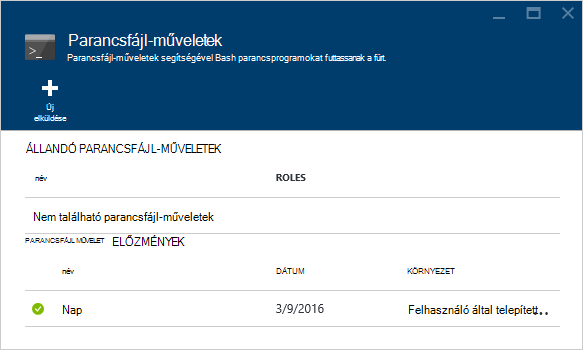 Parancsfájl-műveletek
Parancsfájl-műveletek segítségével Bash parancsprogramokat futtassanak a fürt.
Új
elküldése
ÁLLANDÓ PARANCSFÁJL-MŰVELETEK
név ROLES
Nem található parancsfájl-műveletek
PARANCSFÁJL MŰVELET ELŐZMÉNYEK
név DÁTUM KÖRNYEZET
Nap 3/9/2016 Felhasználó által telepített...